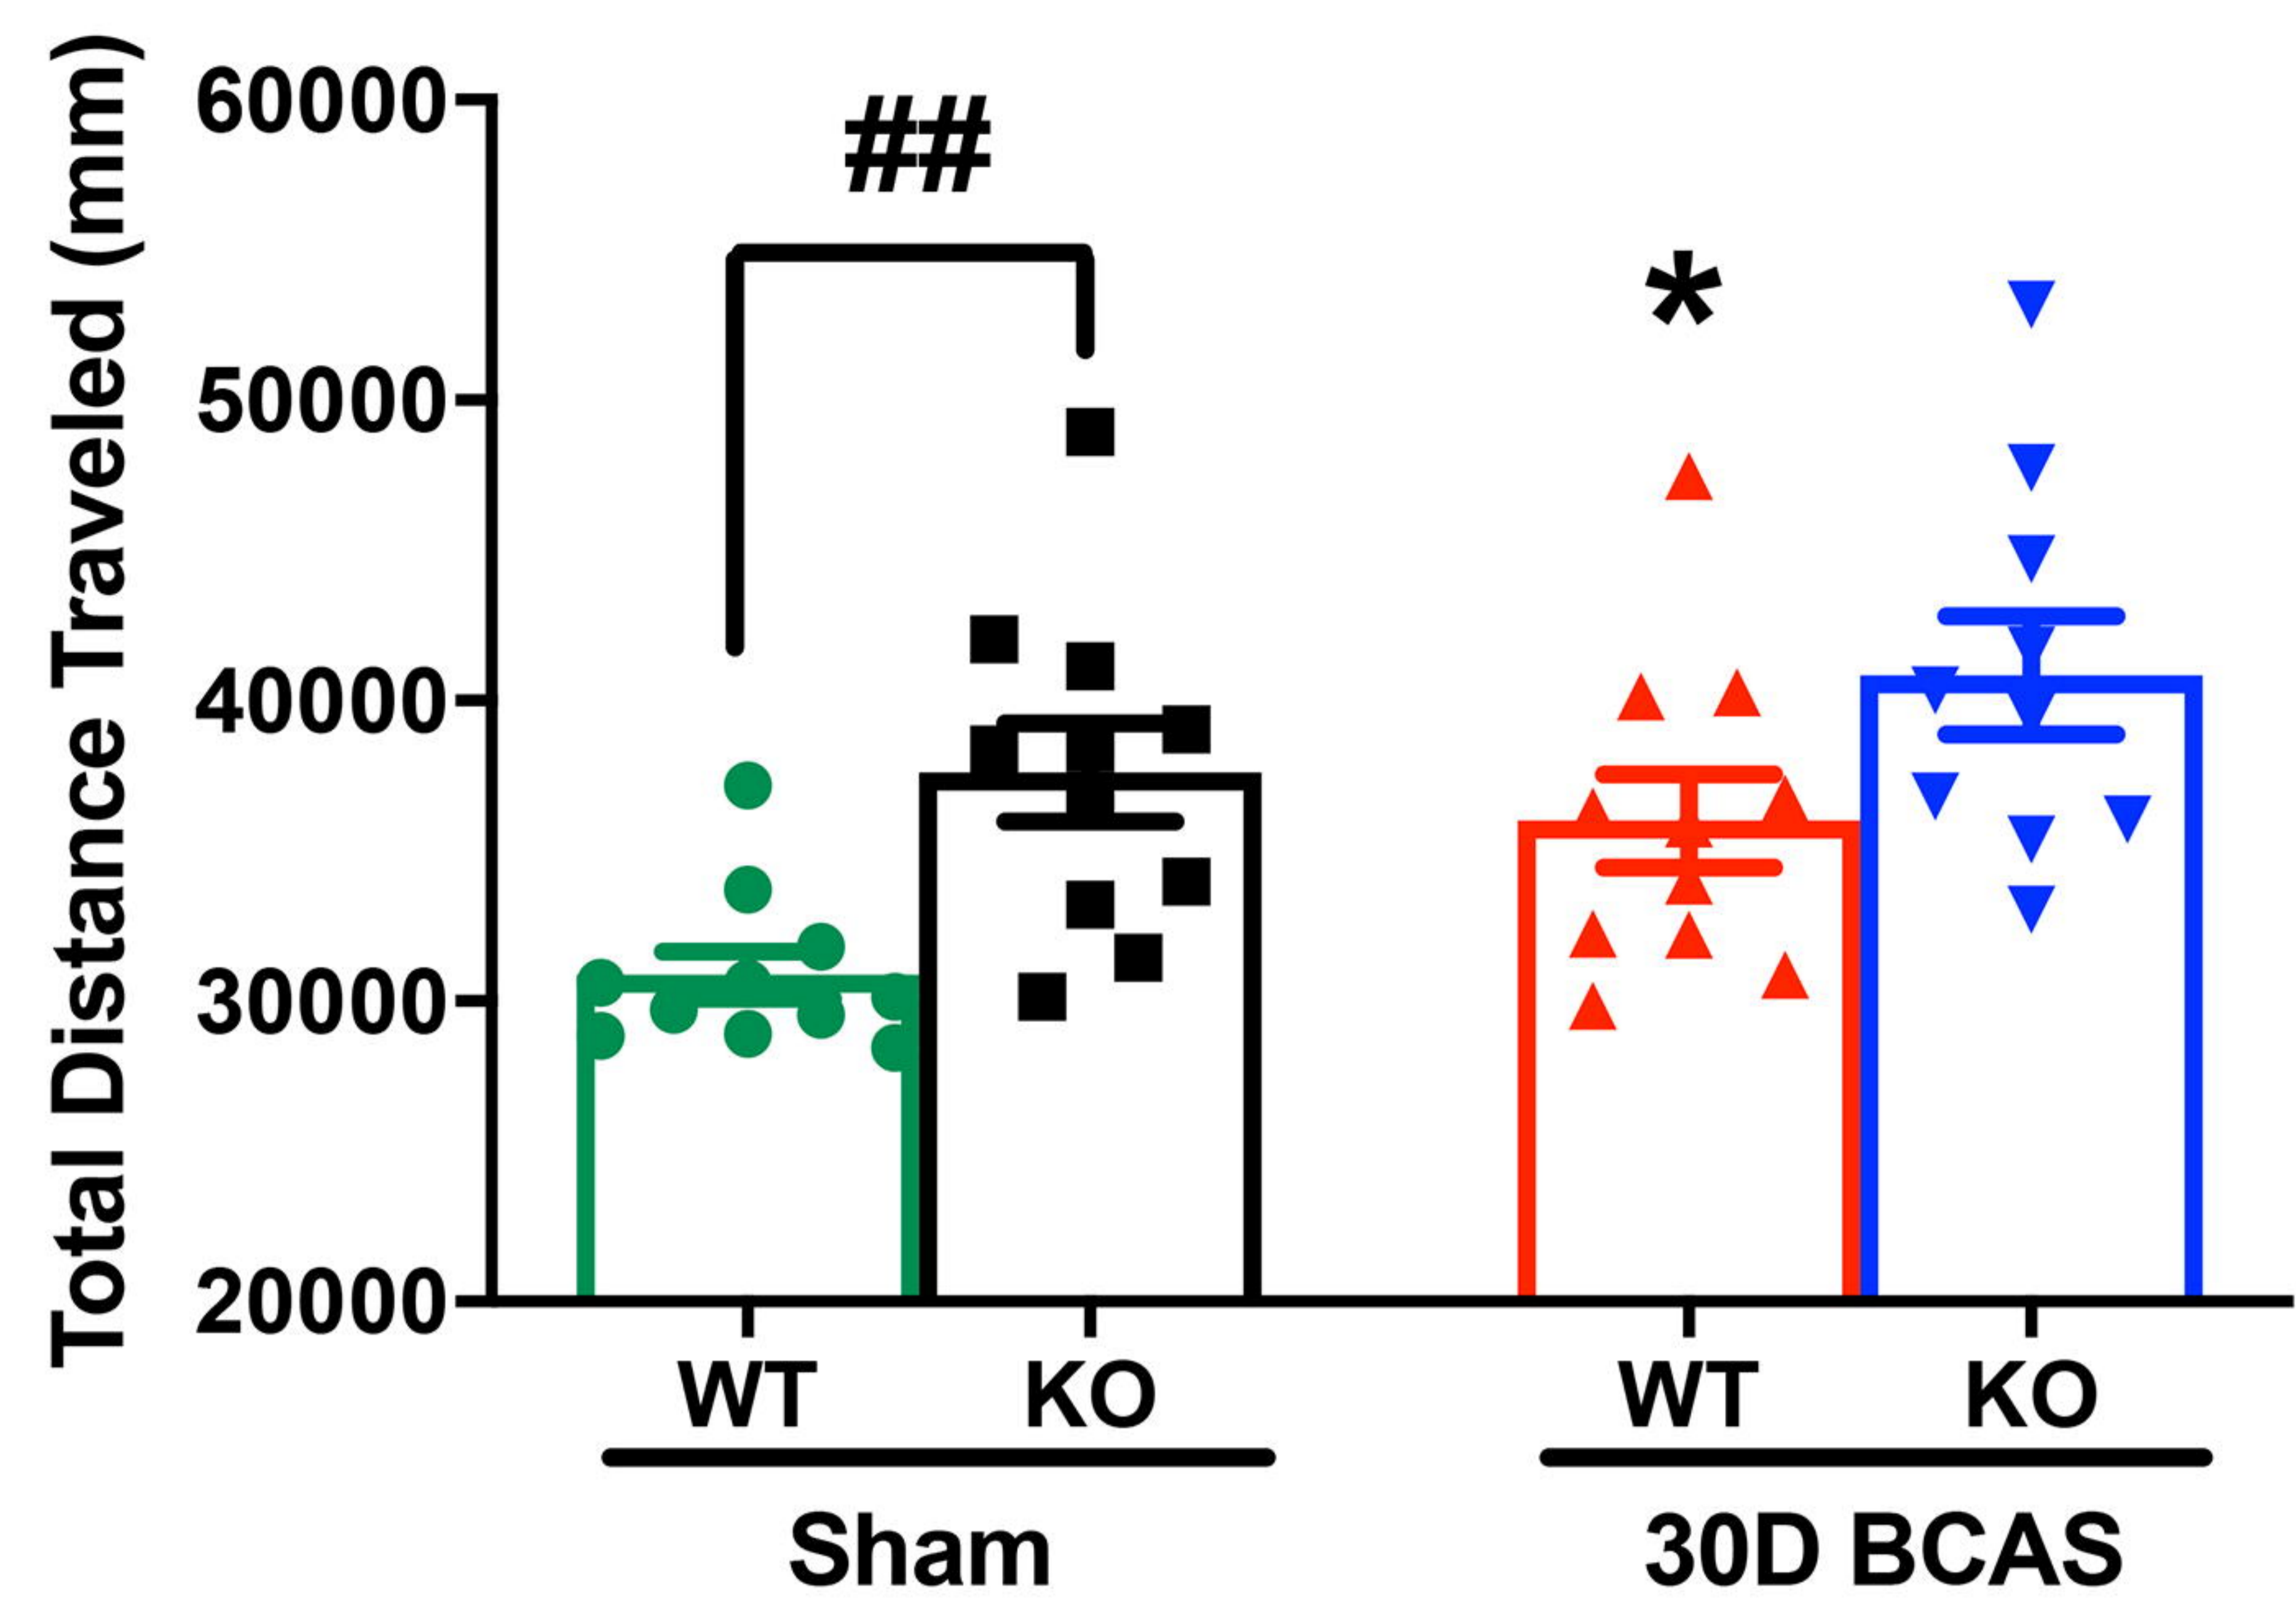 Total Distance Traveled (mm)
60000
50000
40000
30000
20000
##
*
WT KO WT KO
Sham 30D BCAS